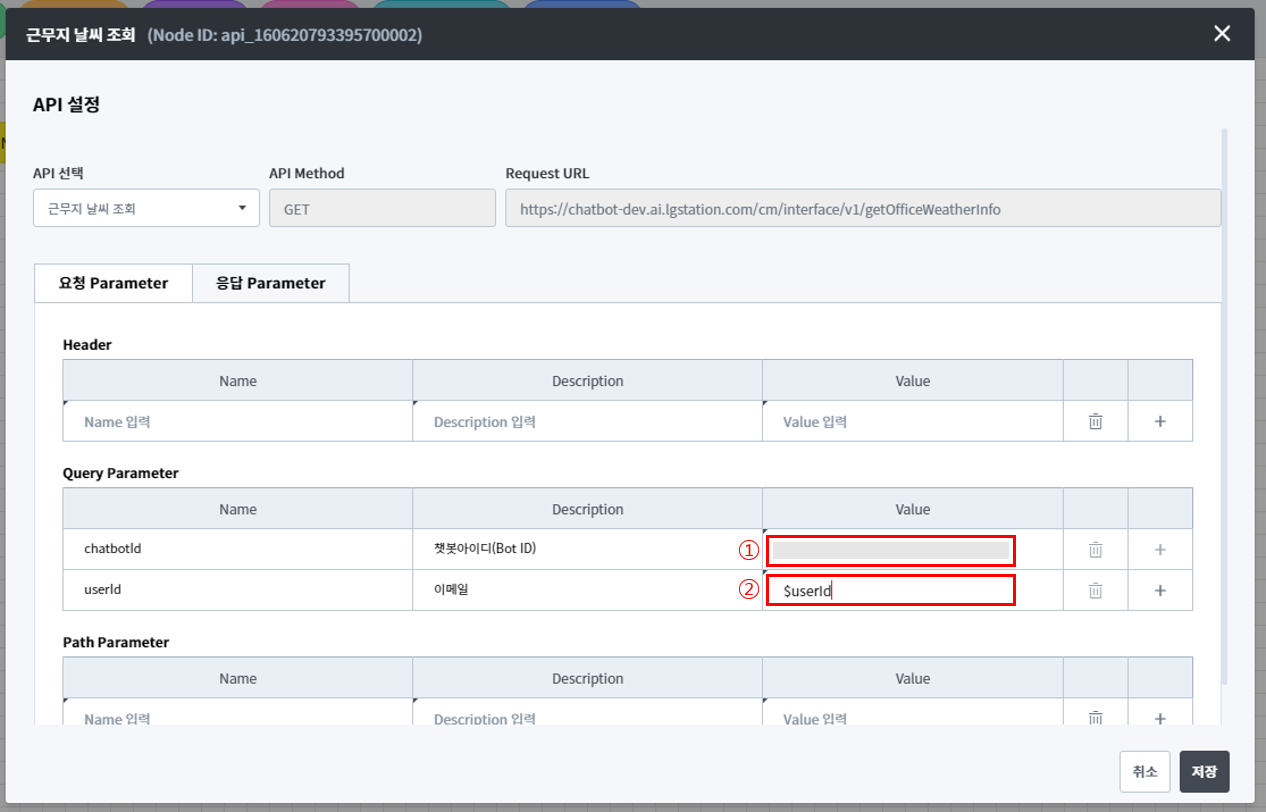 근무지 날씨 조회 (Node ID: api_160620793395700002)
API 설정
API 선택 API Method Request URL
근무지 날씨 조회 GET https://chatbot-dev.ai.lgstation.com/cm/interface/v1/getOfficeWeatherInfo
요청 Parameter 응답 Parameter
Header
Name Description Value
Name 입력 Description 입력 Value 입력
Query Parameter
Name Description Value
chatbotId 챗봇아이디(Bot ID) ①
userId 이메일 ② $userId
Path Parameter
Name Description Value
Name 입력 Description 입력 Value 입력
취소 저장